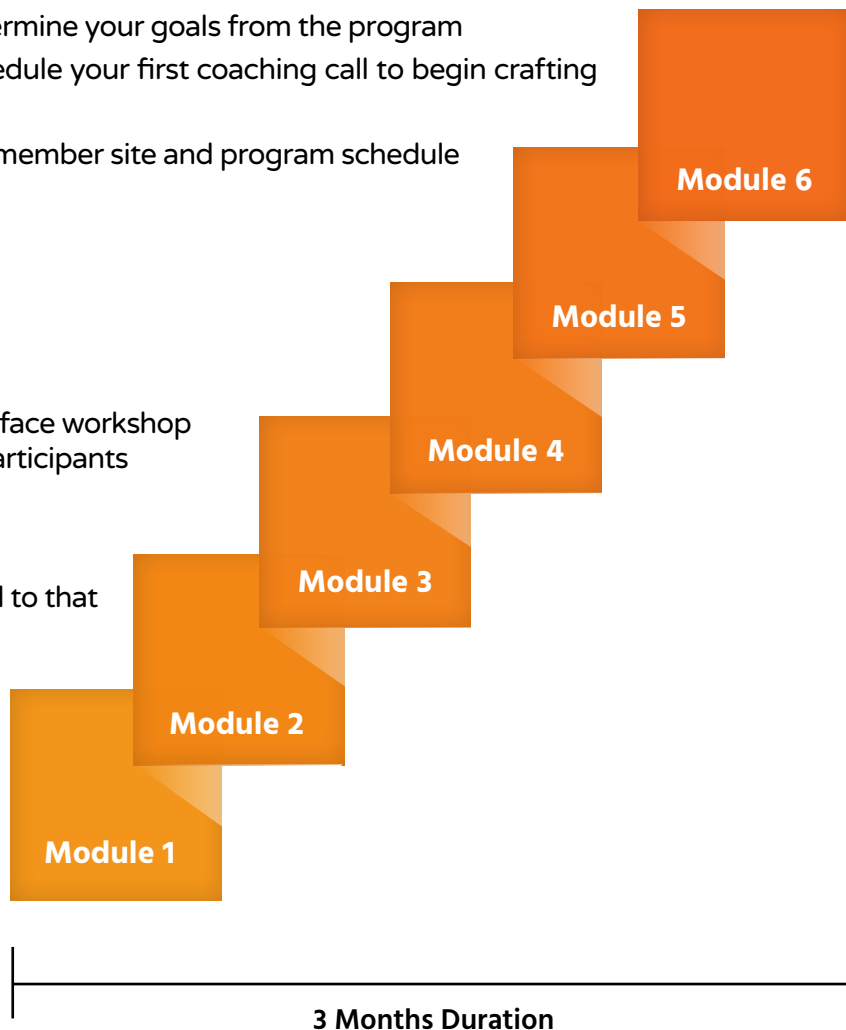 ermine your goals from the program
edule your first coaching call to begin crafting
member site and program schedule
Module 6
Module 5
face workshop
articipants
Module 4
Module 3
l to that
Module 2
Module 1
3 Months Duration